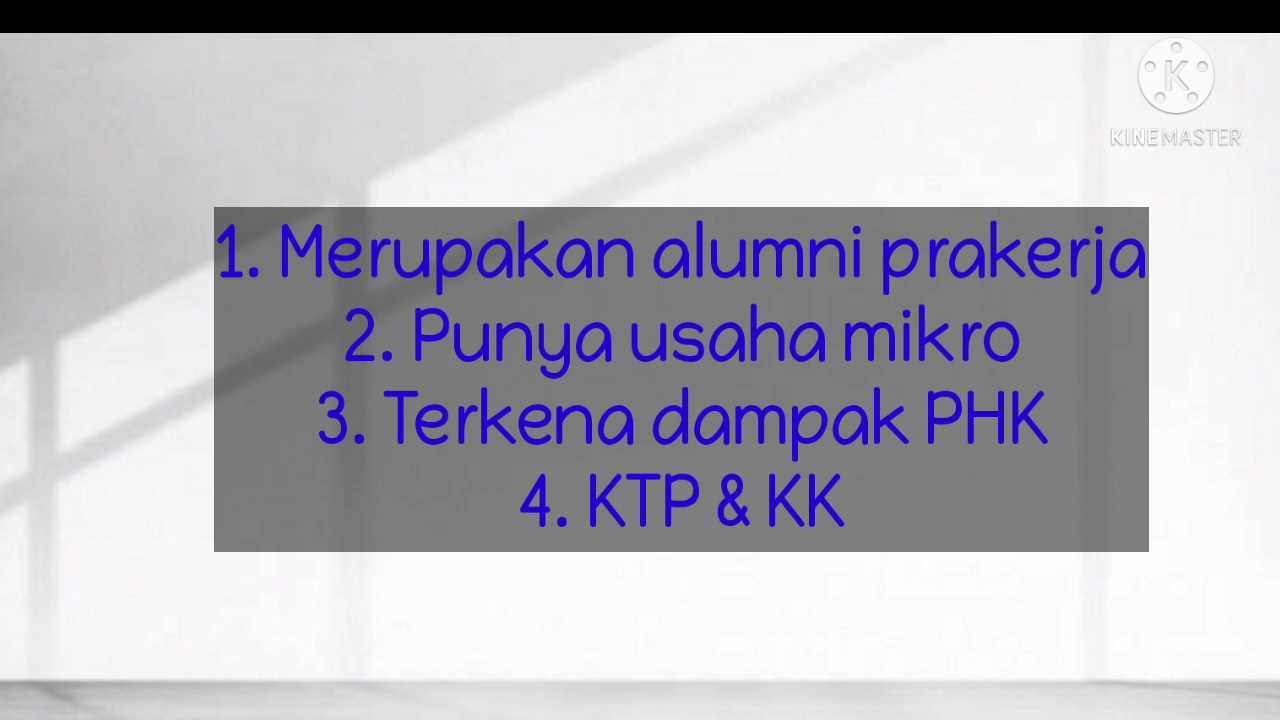 KINEMASTER
1. Merupakan alumni prakerja
2. Punya usaha mikro
3. Terkena dampak PHK
4. KTP & KK